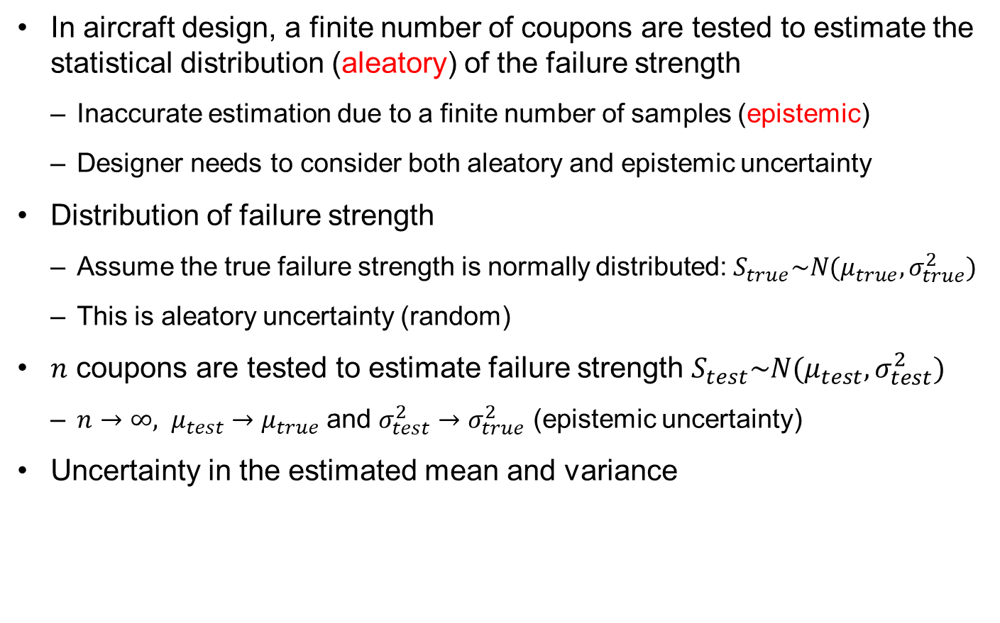 • In aircraft design, a finite number of coupons are tested to estimate the
statistical distribution (aleatory) of the failure strength
– Inaccurate estimation due to a finite number of samples (epistemic)
– Designer needs to consider both aleatory and epistemic uncertainty
• Distribution of failure strength
– Assume the true failure strength is normally distributed: $S_{true} \sim N(\mu_{true}, \sigma_{true}^2)$
– This is aleatory uncertainty (random)
• $n$ coupons are tested to estimate failure strength $S_{test} \sim N(\mu_{test}, \sigma_{test}^2)$
– $n \to \infty$, $\mu_{test} \to \mu_{true}$ and $\sigma_{test}^2 \to \sigma_{true}^2$ (epistemic uncertainty)
• Uncertainty in the estimated mean and variance